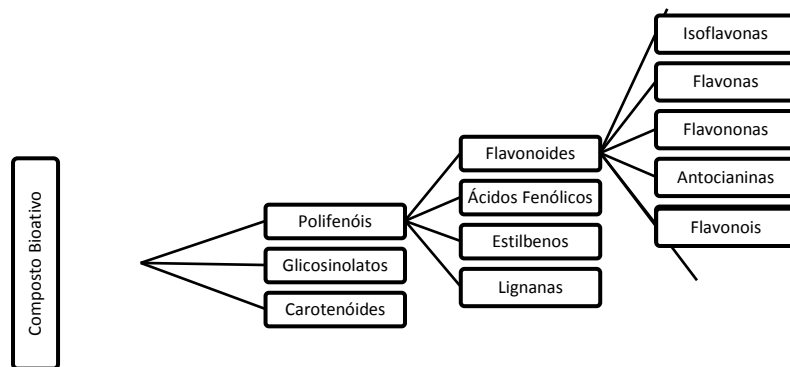 Composto Bioativo
Polifenóis
Glicosinolatos
Carotenóides
Flavonoides
Ácidos Fenólicos
Estilbenos
Lignanas
Isoflavonas
Flavonas
Flavononas
Antocianinas
Flavonois